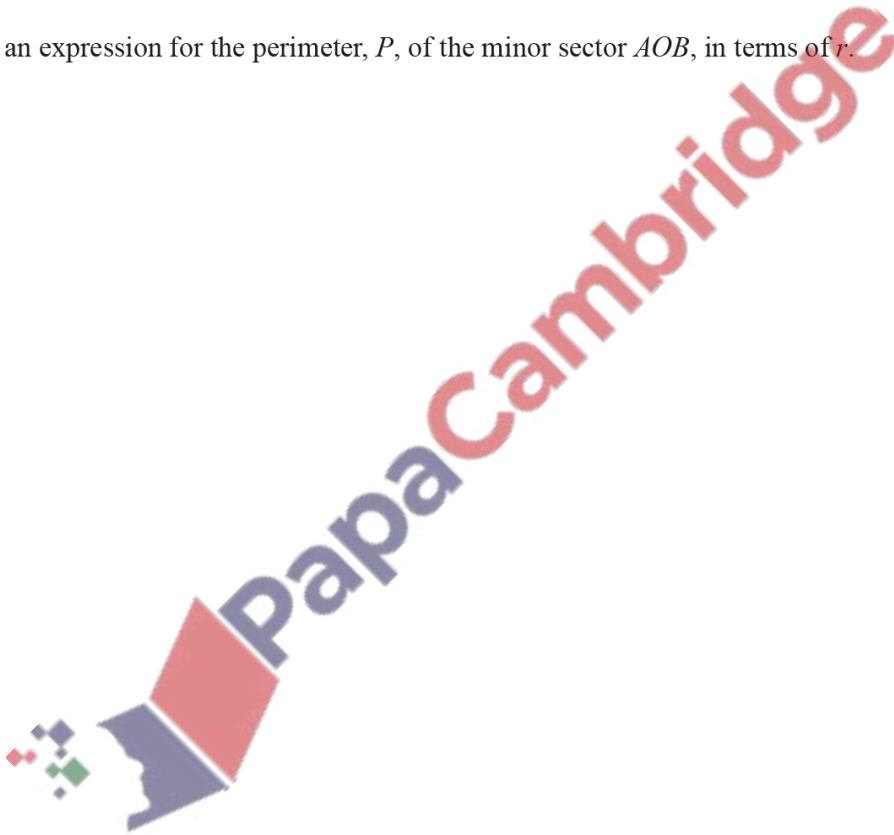 an expression for the perimeter, P, of the minor sector AOB, in terms of r.
PapaCambridge